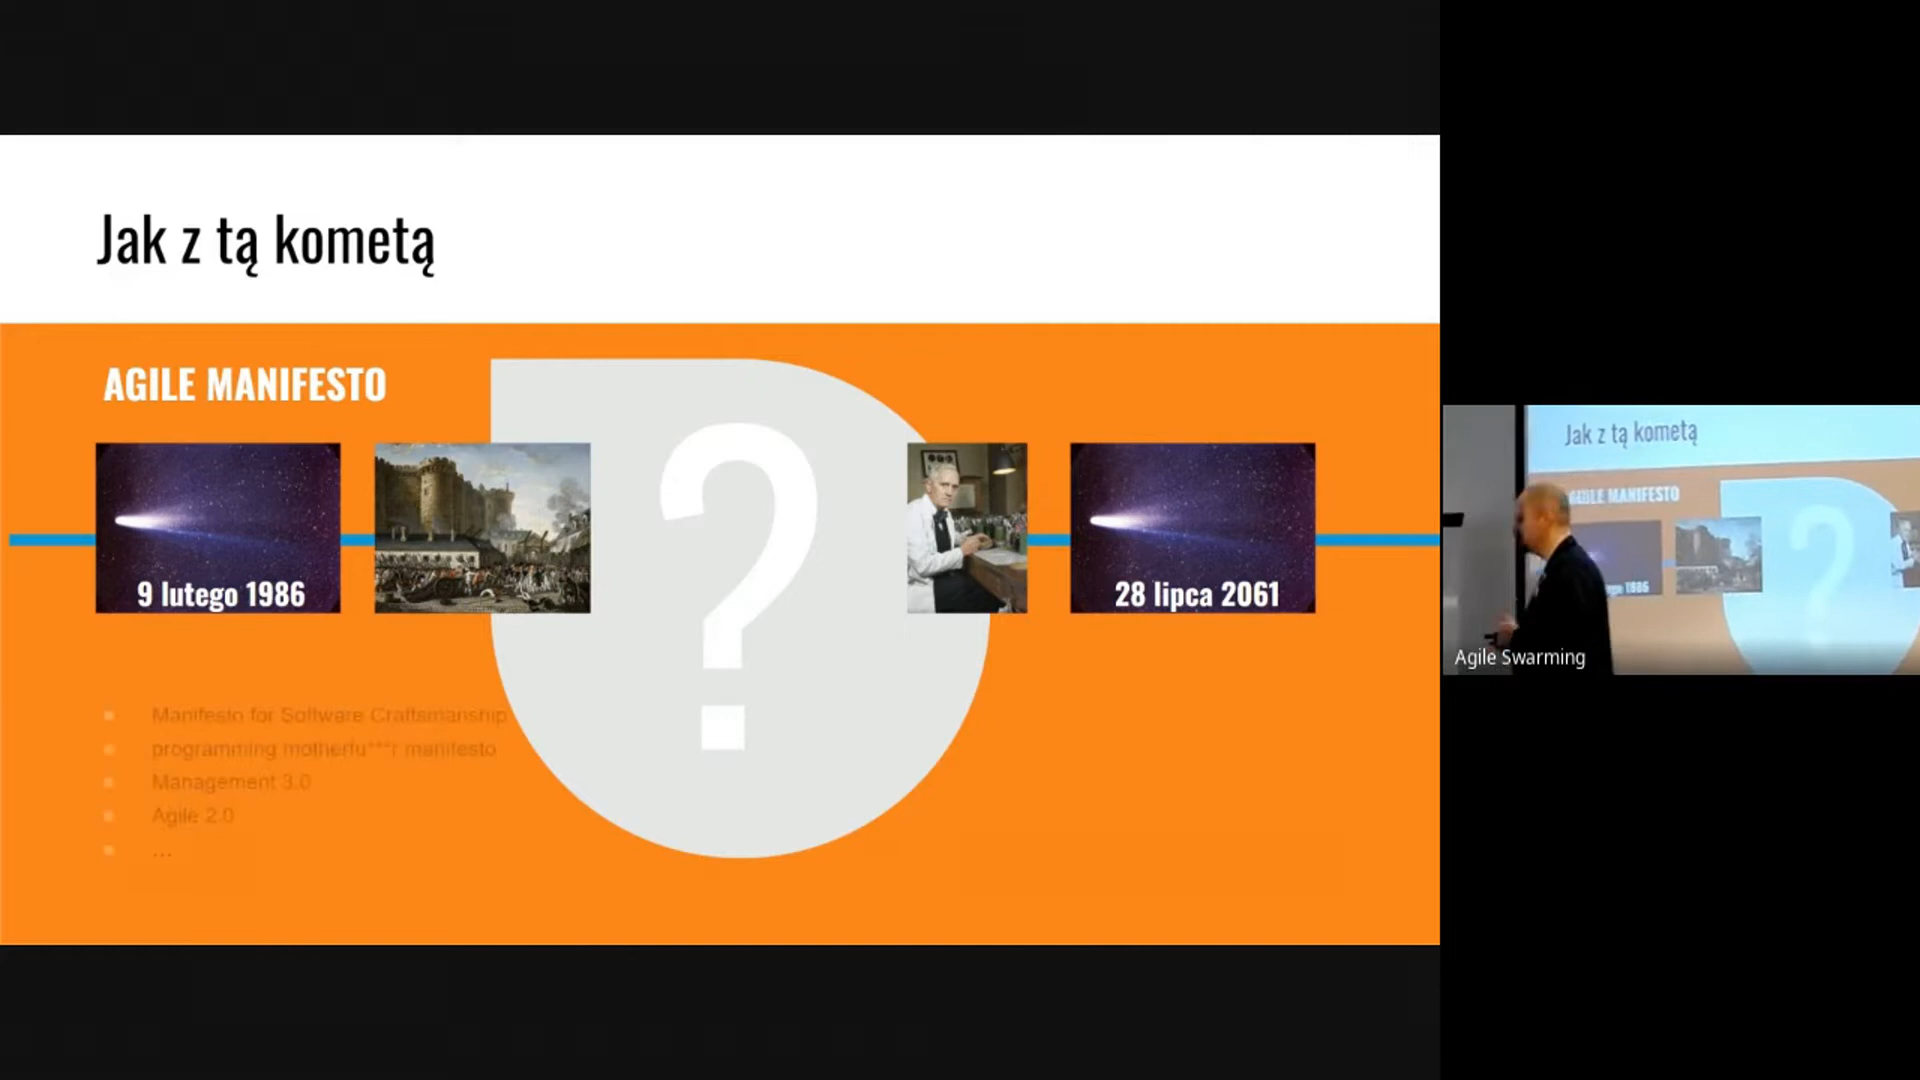 Jak z tą kometą
AGILE MANIFESTO
9 lutego 1986
28 lipca 2061
Manifesto for Software Craftsmanship
programming motherfu***r manifesto
Management 3.0
Agile 2.0
...
?
Jak z tą kometą
AGILE MANIFESTO
1986
?
Agile Swarming